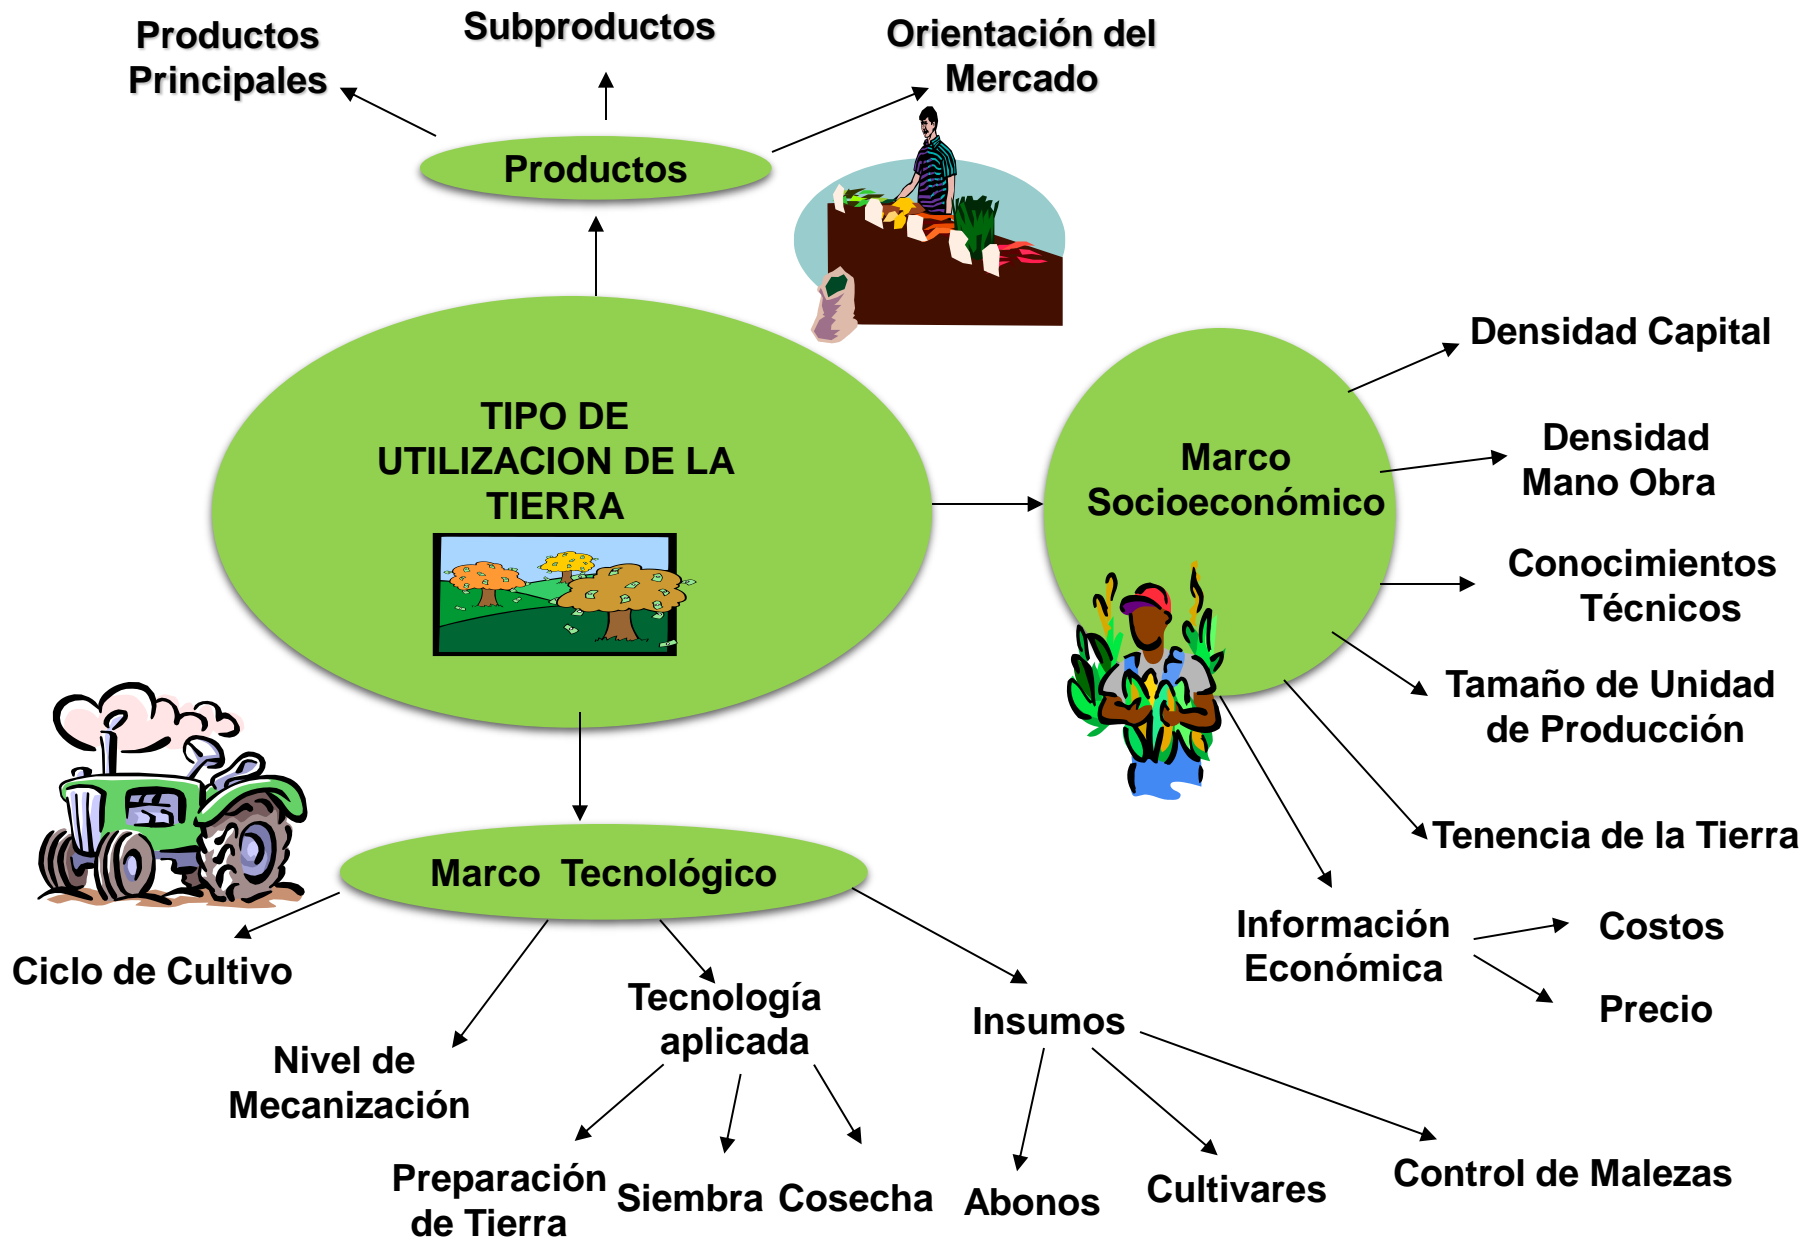 Productos
Principales
Subproductos
Orientación del
Mercado
Productos
TIPO DE
UTILIZACION DE LA
TIERRA
Marco
Socioeconómico
Densidad Capital
Densidad
Mano Obra
Conocimientos
Técnicos
Tamaño de Unidad
de Producción
Tenencia de la Tierra
Información
Económica
Costos
Precio
Marco Tecnológico
Ciclo de Cultivo
Nivel de
Mecanización
Tecnología
aplicada
Insumos
Preparación
de Tierra
Siembra
Cosecha
Abonos
Cultivares
Control de Malezas